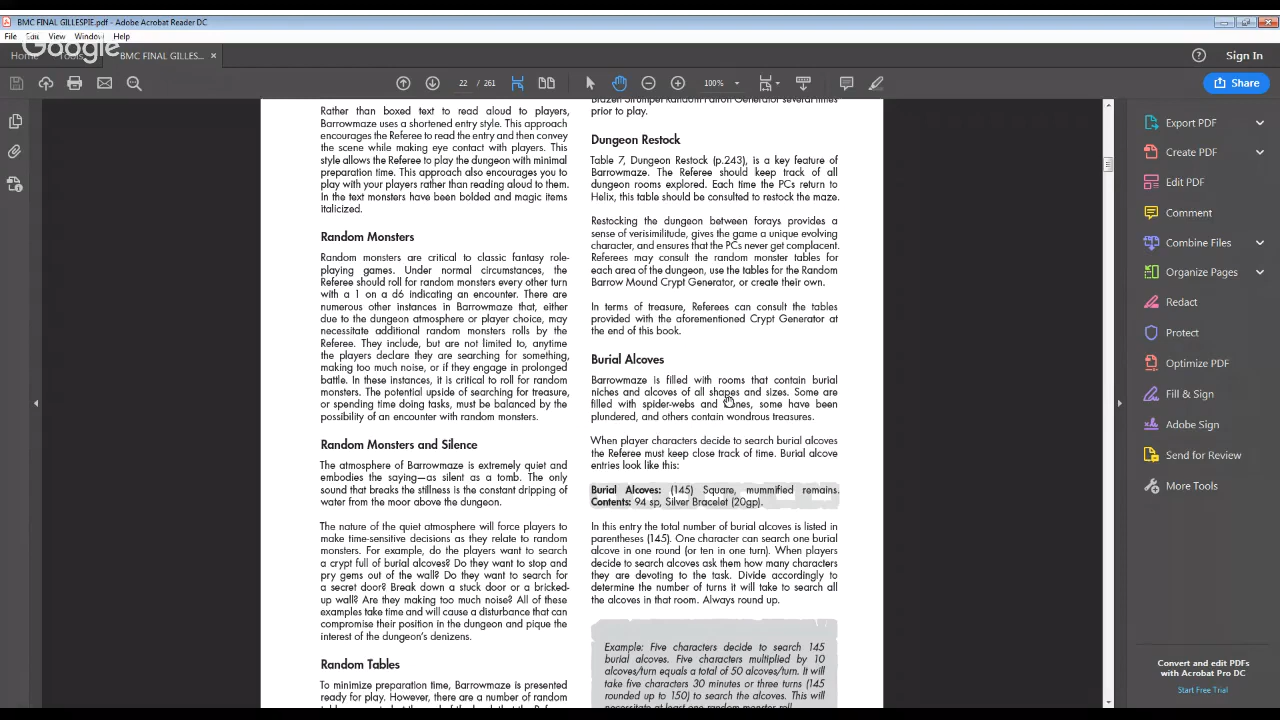 BMC FINAL GILLESPIE.pdf - Adobe Acrobat Reader DC
File Edit View Window Help
Google
Home Tools BMC FINAL GILLES... × Sign In
22 / 261 100% Share
Rather than boxed text to read aloud to players,
Barrowmaze uses a shortened entry style. This approach
encourages the Referee to read the entry and then convey
the scene while making eye contact with players. This
style allows the Referee to play the dungeon with minimal
preparation time. This approach also encourages you to
play with your players rather than reading aloud to them.
In the text monsters have been bolded and magic items
italicized.
Random Monsters
Random monsters are critical to classic fantasy role-
playing games. Under normal circumstances, the
Referee should roll for random monsters every other turn
with a 1 on a d6 indicating an encounter. There are
numerous other instances in Barrowmaze that, either
due to the dungeon atmosphere or player choice, may
necessitate additional random monsters rolls by the
Referee. They include, but are not limited to, anytime
the players declare they are searching for something,
making too much noise, or if they engage in prolonged
battle. In these instances, it is critical to roll for random
monsters. The potential upside of searching for treasure,
or spending time doing tasks, must be balanced by the
possibility of an encounter with random monsters.
Random Monsters and Silence
The atmosphere of Barrowmaze is extremely quiet and
embodies the saying—as silent as a tomb. The only
sound that breaks the stillness is the constant dripping of
water from the moor above the dungeon.
The nature of the quiet atmosphere will force players to
make time-sensitive decisions as they relate to random
monsters. For example, do the players want to search
a crypt full of burial alcoves? Do they want to stop and
pry gems out of the wall? Do they want to search for
a secret door? Break down a stuck door or a bricked-
up wall? Are they making too much noise? All of these
examples take time and will cause a disturbance that can
compromise their position in the dungeon and pique the
interest of the dungeon's denizens.
Random Tables
To minimize preparation time, Barrowmaze is presented
ready for play. However, there are a number of random
Brazen Strumpet Random Patron Generator several times
prior to play.
Dungeon Restock
Table 7, Dungeon Restock (p.243), is a key feature of
Barrowmaze. The Referee should keep track of all
dungeon rooms explored. Each time the PCs return to
Helix, this table should be consulted to restock the maze.
Restocking the dungeon between forays provides a
sense of verisimilitude, gives the game a unique evolving
character, and ensures that the PCs never get complacent.
Referees may consult the random monster tables for
each area of the dungeon, use the tables for the Random
Barrow Mound Crypt Generator, or create their own.
In terms of treasure, Referees can consult the tables
provided with the aforementioned Crypt Generator at
the end of this book.
Burial Alcoves
Barrowmaze is filled with rooms that contain burial
niches and alcoves of all shapes and sizes. Some are
filled with spider-webs and bones, some have been
plundered, and others contain wondrous treasures.
When player characters decide to search burial alcoves
the Referee must keep close track of time. Burial alcove
entries look like this:
Burial Alcoves: (145) Square, mummified remains.
Contents: 94 sp, Silver Bracelet (20gp).
In this entry the total number of burial alcoves is listed in
parentheses (145). One character can search one burial
alcove in one round (or ten in one turn). When players
decide to search alcoves ask them how many characters
they are devoting to the task. Divide accordingly to
determine the number of turns it will take to search all
the alcoves in that room. Always round up.
Example: Five characters decide to search 145
burial alcoves. Five characters multiplied by 10
alcoves/turn equals a total of 50 alcoves/turn. It will
take five characters 30 minutes or three turns (145
rounded up to 150) to search the alcoves. This will
necessitate at least one random monster roll.
Export PDF
Create PDF
Edit PDF
Comment
Combine Files
Organize Pages
Redact
Protect
Optimize PDF
Fill & Sign
Adobe Sign
Send for Review
More Tools
Convert and edit PDFs
with Acrobat Pro DC
Start Free Trial